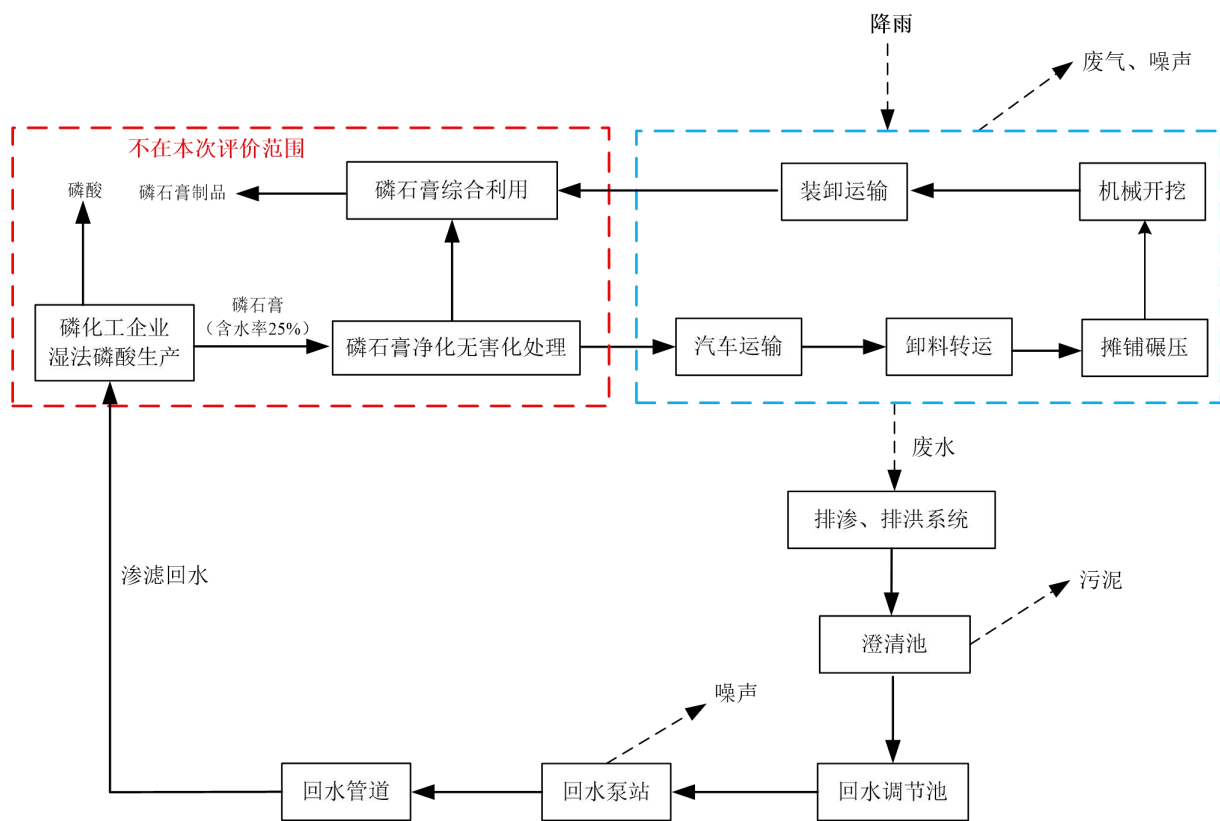 降雨
废气、噪声
不在本次评价范围
磷酸
磷石膏制品
磷石膏综合利用
装卸运输
机械开挖
磷化工企业
湿法磷酸生产
磷石膏
（含水率25%）
磷石膏净化无害化处理
汽车运输
卸料转运
摊铺碾压
废水
排渗、排洪系统
渗滤回水
污泥
澄清池
噪声
回水管道
回水泵站
回水调节池